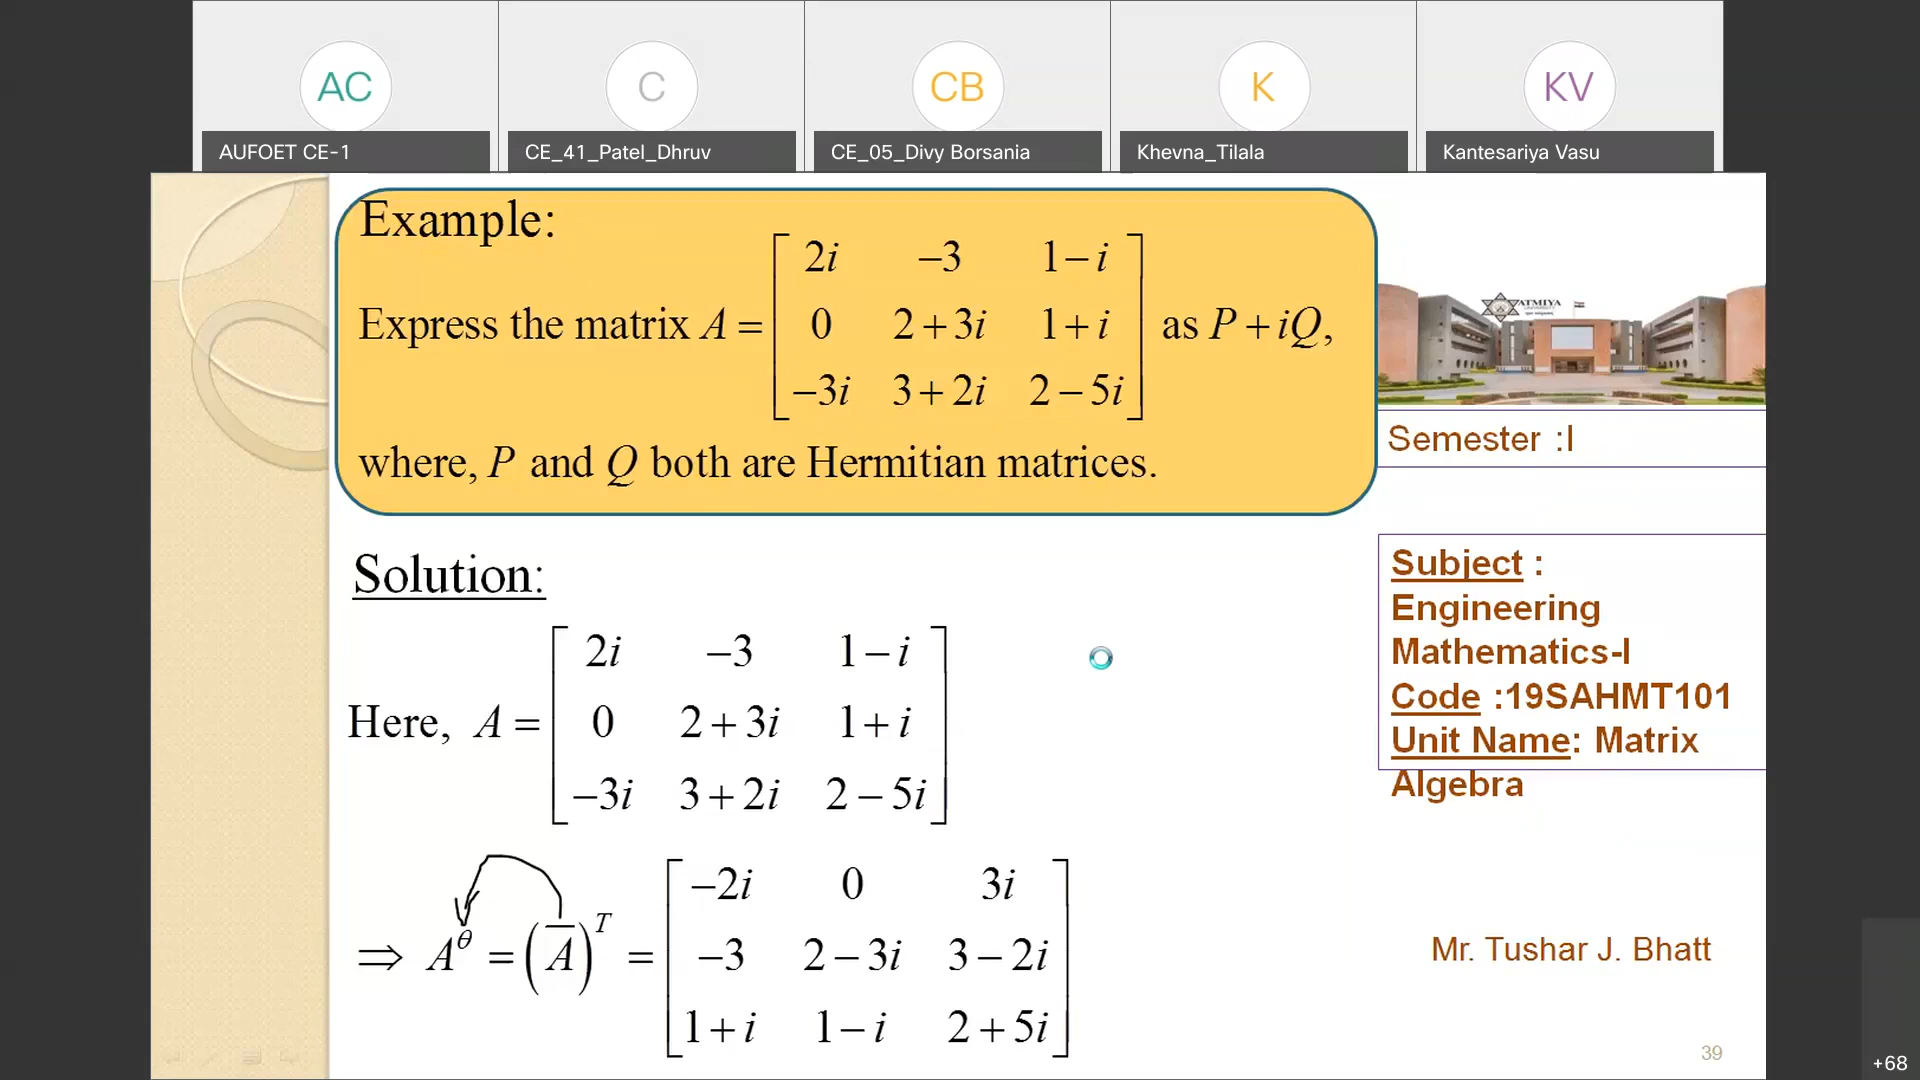 AC
C
CB
K
KV
AUFOET CE-1
CE_41_Patel_Dhruv
CE_05_Divy Borsania
Khevna_Tilala
Kantesariya Vasu
Example:
Express the matrix A = [ 2i −3 1−i ; 0 2+3i 1+i ; −3i 3+2i 2−5i ] as P+iQ,
where, P and Q both are Hermitian matrices.
Solution:
Here, A = [ 2i −3 1−i ; 0 2+3i 1+i ; −3i 3+2i 2−5i ]
⇒ A^θ = (A̅)^T = [ −2i 0 3i ; −3 2−3i 3−2i ; 1+i 1−i 2+5i ]
ATMIYA
Semester :I
Subject :
Engineering
Mathematics-I
Code :19SAHMT101
Unit Name: Matrix
Algebra
Mr. Tushar J. Bhatt
39
+68